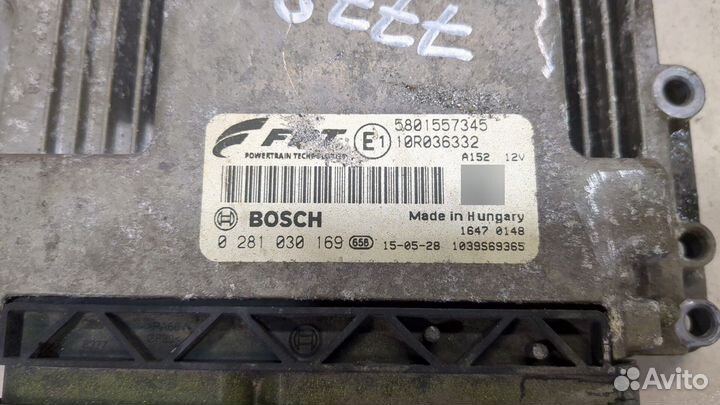 5801557345
FPT E1 10R036332
POWERTRAIN TECHNOLOGIES A152 12V
BOSCH Made in Hungary
1647 0148
0 281 030 169 658 15-05-28 1039S69365
Avito